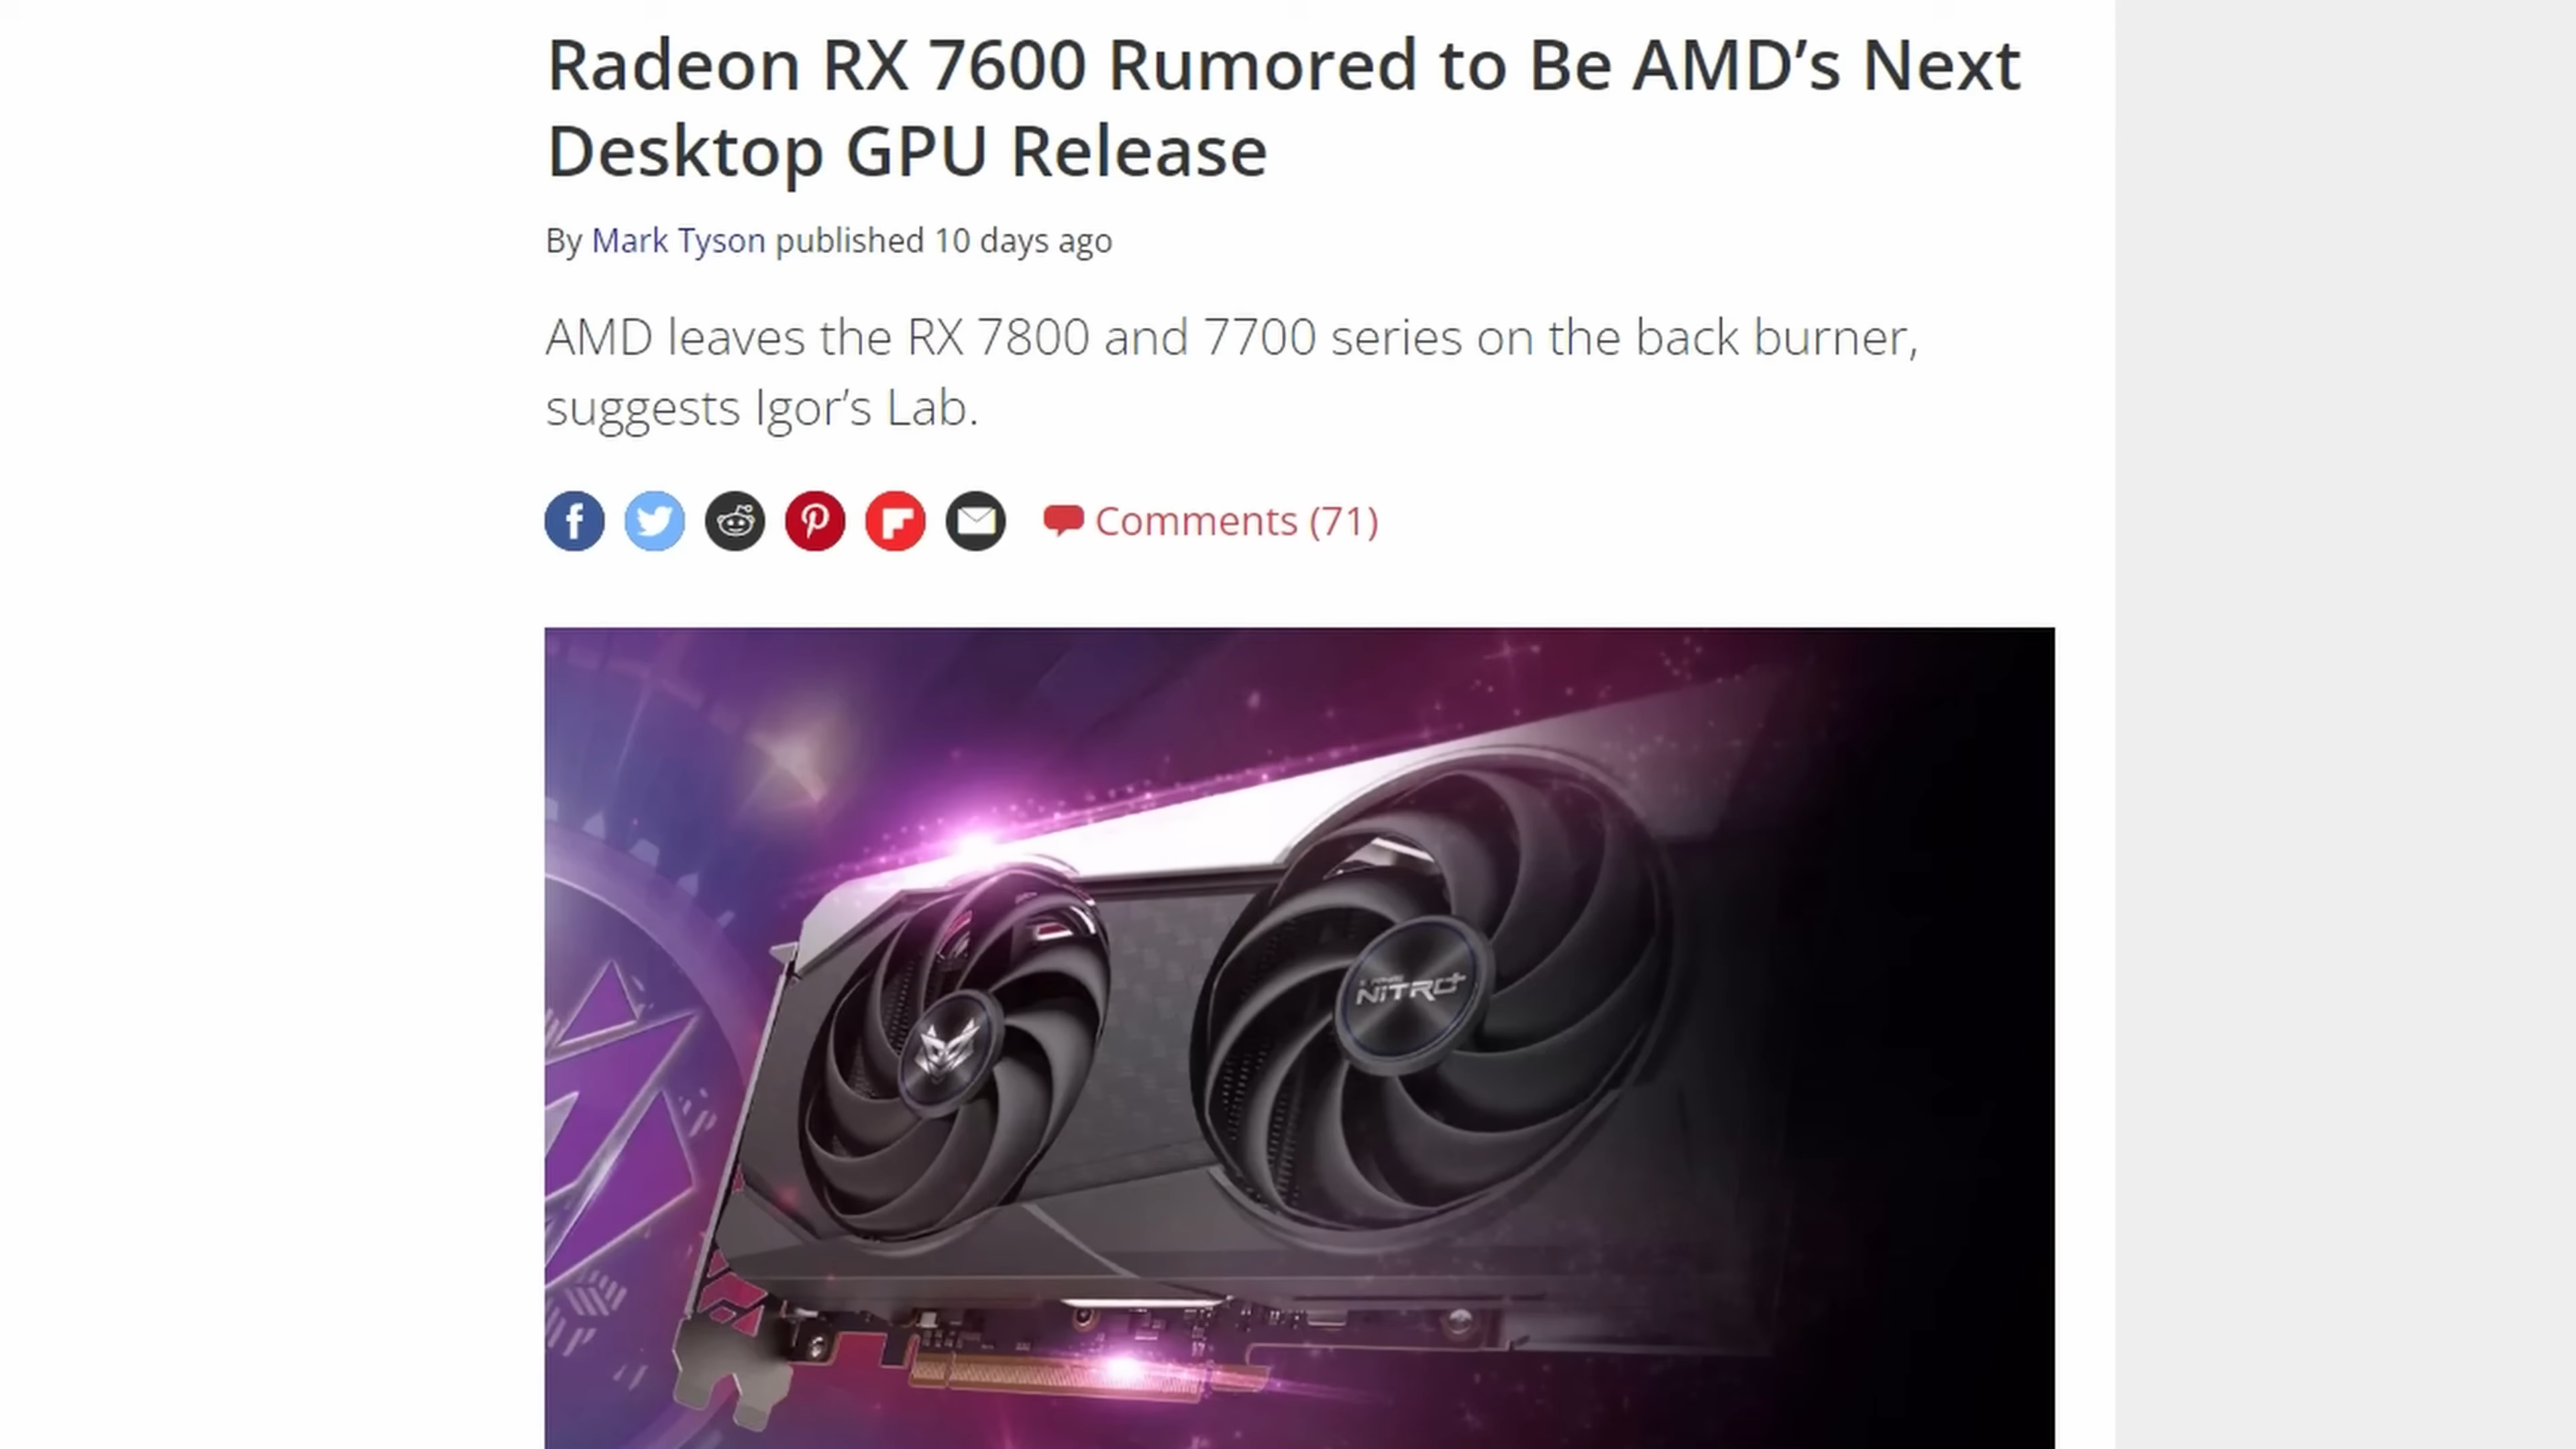 Radeon RX 7600 Rumored to Be AMD’s Next
Desktop GPU Release
By Mark Tyson published 10 days ago
AMD leaves the RX 7800 and 7700 series on the back burner,
suggests Igor’s Lab.
Comments (71)
NITRO+